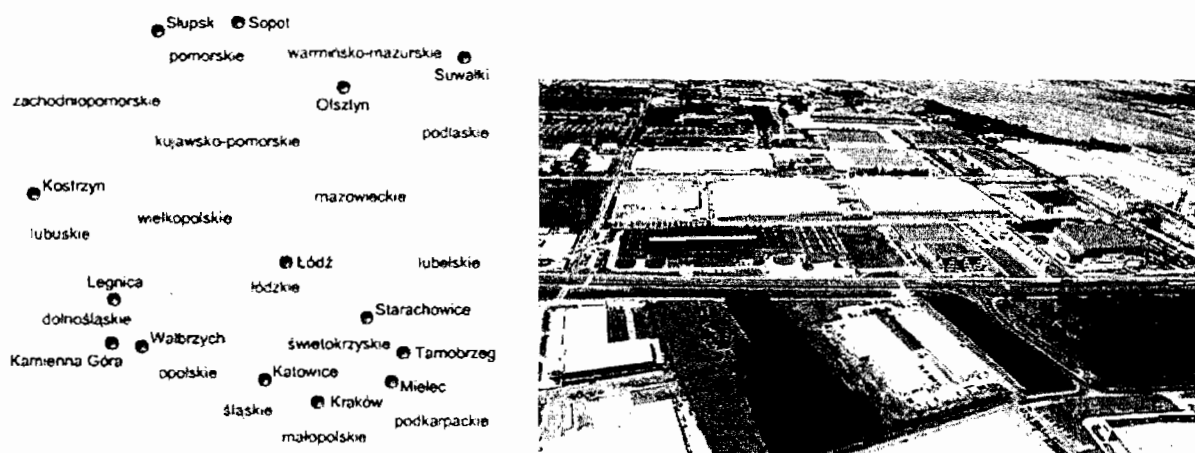 Słupsk
Sopot
pomorskie
warmińsko-mazurskie
Suwałki
Olsztyn
zachodniopomorskie
podlaskie
kujawsko-pomorskie
Kostrzyn
mazowieckie
wielkopolskie
lubuskie
Łódź
lubelskie
Legnica
łódzkie
Starachowice
dolnośląskie
Wałbrzych
świetokrzyskie
Tarnobrzeg
Kamienna Góra
opolskie
Katowice
Mielec
śląskie
Kraków
podkarpackie
małopolskie